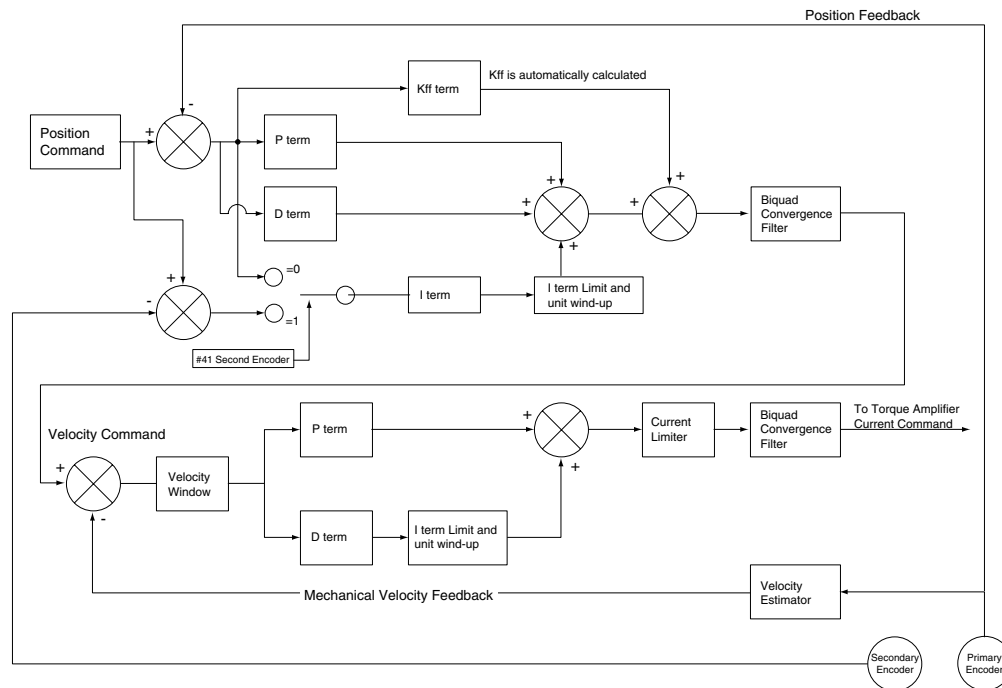 Position Feedback
Kff term
Kff is automatically calculated
-
+
Position
Command
P term
+
+
D term
+
+
+
Biquad
Convergence
Filter
+
-
=0
=1
I term
I term Limit and
unit wind-up
#41 Second Encoder
Velocity Command
+
-
Velocity
Window
P term
+
+
Current
Limiter
Biquad
Convergence
Filter
To Torque Amplifier
Current Command
D term
I term Limit and
unit wind-up
Mechanical Velocity Feedback
Velocity
Estimator
Secondary
Encoder
Primary
Encoder